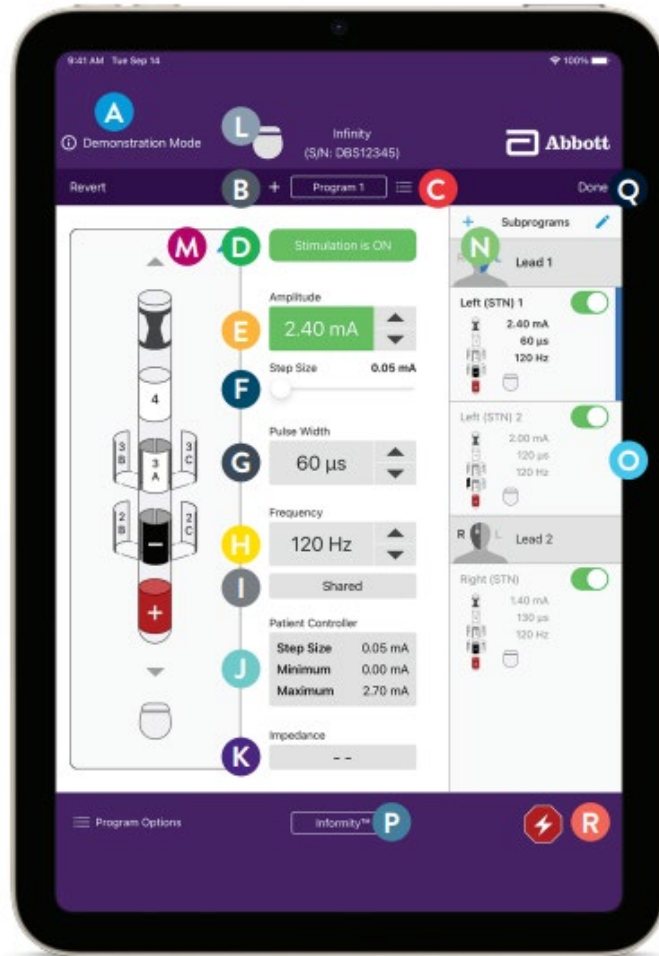 9:41 AM Tue Sep 14
100%
A
L
Demonstration Mode
Infinity
(S/N: DBS12345)
Abbott
Revert
B
+
Program 1
C
Done
Q
M
D
Stimulation is ON
+
Subprograms
N
R
Lead 1
Amplitude
E
2.40 mA
Left (STN) 1
2.40 mA
60 µs
120 Hz
4
F
Step Size
0.05 mA
3
B
3
A
3
C
Pulse Width
G
60 µs
Left (STN) 2
2.00 mA
120 µs
120 Hz
O
2
B
–
2
C
Frequency
H
120 Hz
R
L
Lead 2
I
Shared
Right (STN)
1.40 mA
130 µs
120 Hz
+
Patient Controller
J
Step Size 0.05 mA
Minimum 0.00 mA
Maximum 2.70 mA
Impedance
K
- -
Program Options
Informity™
P
R